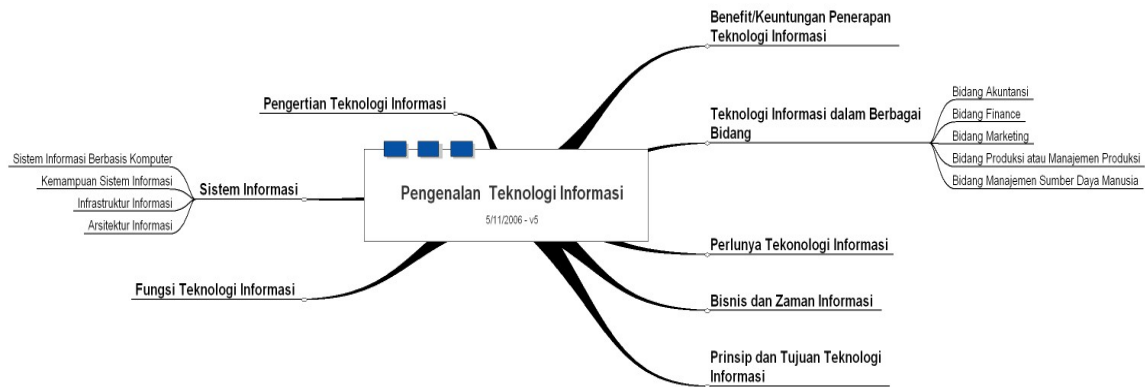 Benefit/Keuntungan Penerapan
Teknologi Informasi
Pengertian Teknologi Informasi
Teknologi Informasi dalam Berbagai
Bidang
Bidang Akuntansi
Bidang Finance
Bidang Marketing
Bidang Produksi atau Manajemen Produksi
Bidang Manajemen Sumber Daya Manusia
Sistem Informasi Berbasis Komputer
Kemampuan Sistem Informasi
Infrastruktur Informasi
Arsitektur Informasi
Sistem Informasi
Pengenalan Teknologi Informasi
5/11/2006 - v5
Perlunya Tekonologi Informasi
Fungsi Teknologi Informasi
Bisnis dan Zaman Informasi
Prinsip dan Tujuan Teknologi
Informasi